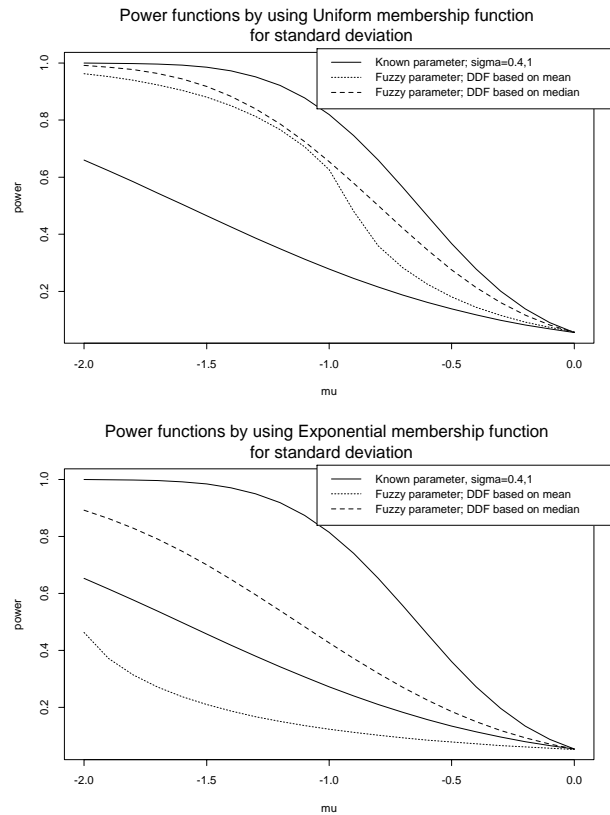 Power functions by using Uniform membership function
for standard deviation
Known parameter; sigma=0.4,1
Fuzzy parameter; DDF based on mean
Fuzzy parameter; DDF based on median
power
1.0
0.8
0.6
0.4
0.2
-2.0 -1.5 -1.0 -0.5 0.0
mu
Power functions by using Exponential membership function
for standard deviation
Known parameter, sigma=0.4,1
Fuzzy parameter; DDF based on mean
Fuzzy parameter; DDF based on median
power
1.0
0.8
0.6
0.4
0.2
-2.0 -1.5 -1.0 -0.5 0.0
mu